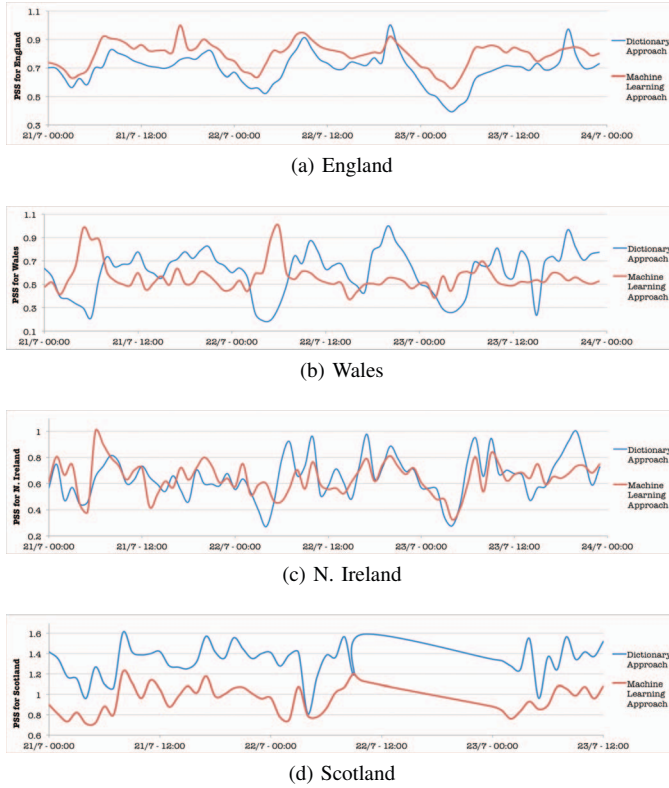 PSS for England
1.1
0.9
0.7
0.5
0.3
21/7 - 00:00 21/7 - 12:00 22/7 - 00:00 22/7 - 12:00 23/7 - 00:00 23/7 - 12:00 24/7 - 00:00
Dictionary
Approach
Machine
Learning
Approach
(a) England
PSS for Wales
1.1
0.9
0.7
0.5
0.3
0.1
21/7 - 00:00 21/7 - 12:00 22/7 - 00:00 22/7 - 12:00 23/7 - 00:00 23/7 - 12:00 24/7 - 00:00
Dictionary
Approach
Machine
Learning
Approach
(b) Wales
PSS for N. Ireland
1
0.8
0.6
0.4
0.2
21/7 - 00:00 21/7 - 12:00 22/7 - 00:00 22/7 - 12:00 23/7 - 00:00 23/7 - 12:00 24/7 - 00:00
Dictionary
Approach
Machine
Learning
Approach
(c) N. Ireland
PSS for Scotland
1.6
1.4
1.2
1
0.8
0.6
21/7 - 00:00 21/7 - 12:00 22/7 - 00:00 22/7 - 12:00 23/7 - 00:00 23/7 - 12:00
Dictionary
Approach
Machine
Learning
Approach
(d) Scotland